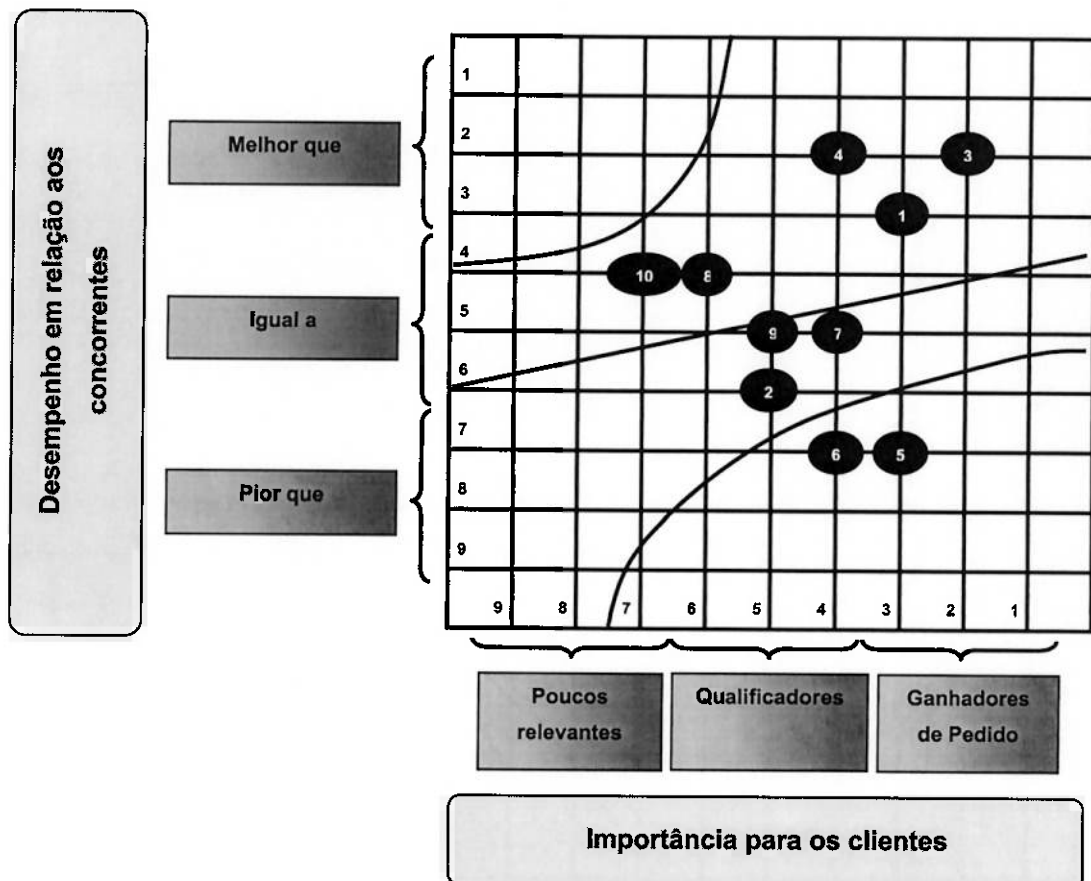 Desempenho em relação aos
concorrentes
Melhor que
Igual a
Pior que
1
2
3
4
5
6
7
8
9
4
3
1
10
8
9
7
2
6
5
9
8
7
6
5
4
3
2
1
Poucos
relevantes
Qualificadores
Ganhadores
de Pedido
Importância para os clientes